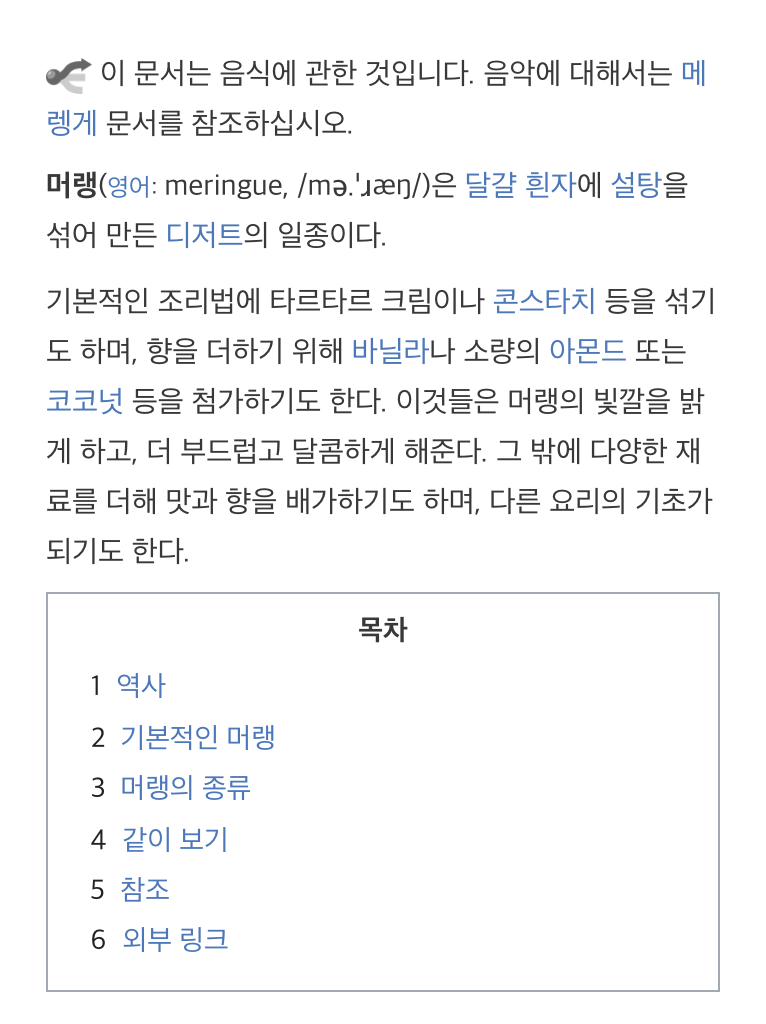 이 문서는 음식에 관한 것입니다. 음악에 대해서는 메
렝게 문서를 참조하십시오.
머랭(영어: meringue, /mə.ˈɹæŋ/)은 달걀 흰자에 설탕을
섞어 만든 디저트의 일종이다.
기본적인 조리법에 타르타르 크림이나 콘스타치 등을 섞기
도 하며, 향을 더하기 위해 바닐라나 소량의 아몬드 또는
코코넛 등을 첨가하기도 한다. 이것들은 머랭의 빛깔을 밝
게 하고, 더 부드럽고 달콤하게 해준다. 그 밖에 다양한 재
료를 더해 맛과 향을 배가하기도 하며, 다른 요리의 기초가
되기도 한다.
목차
1 역사
2 기본적인 머랭
3 머랭의 종류
4 같이 보기
5 참조
6 외부 링크